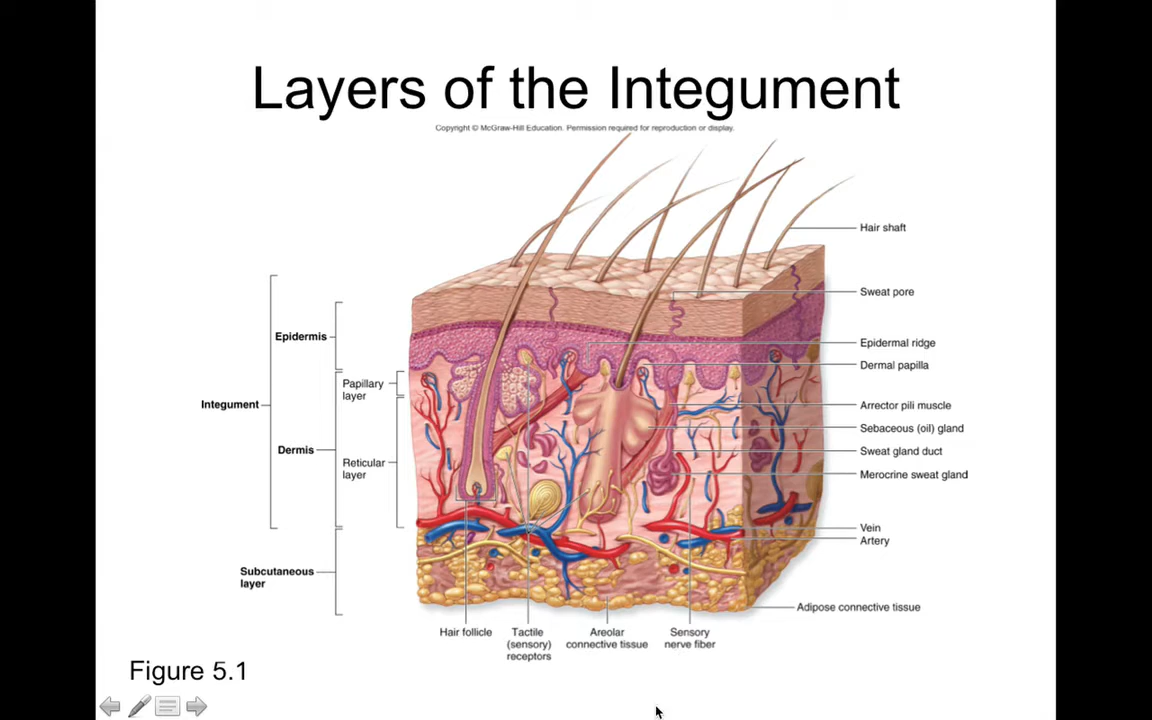 Layers of the Integument
Copyright © McGraw-Hill Education. Permission required for reproduction or display.
Hair shaft
Sweat pore
Epidermis
Epidermal ridge
Dermal papilla
Papillary
layer
Integument
Arrector pili muscle
Sebaceous (oil) gland
Dermis
Sweat gland duct
Reticular
layer
Merocrine sweat gland
Vein
Artery
Subcutaneous
layer
Adipose connective tissue
Hair follicle
Tactile
(sensory)
receptors
Areolar
connective tissue
Sensory
nerve fiber
Figure 5.1